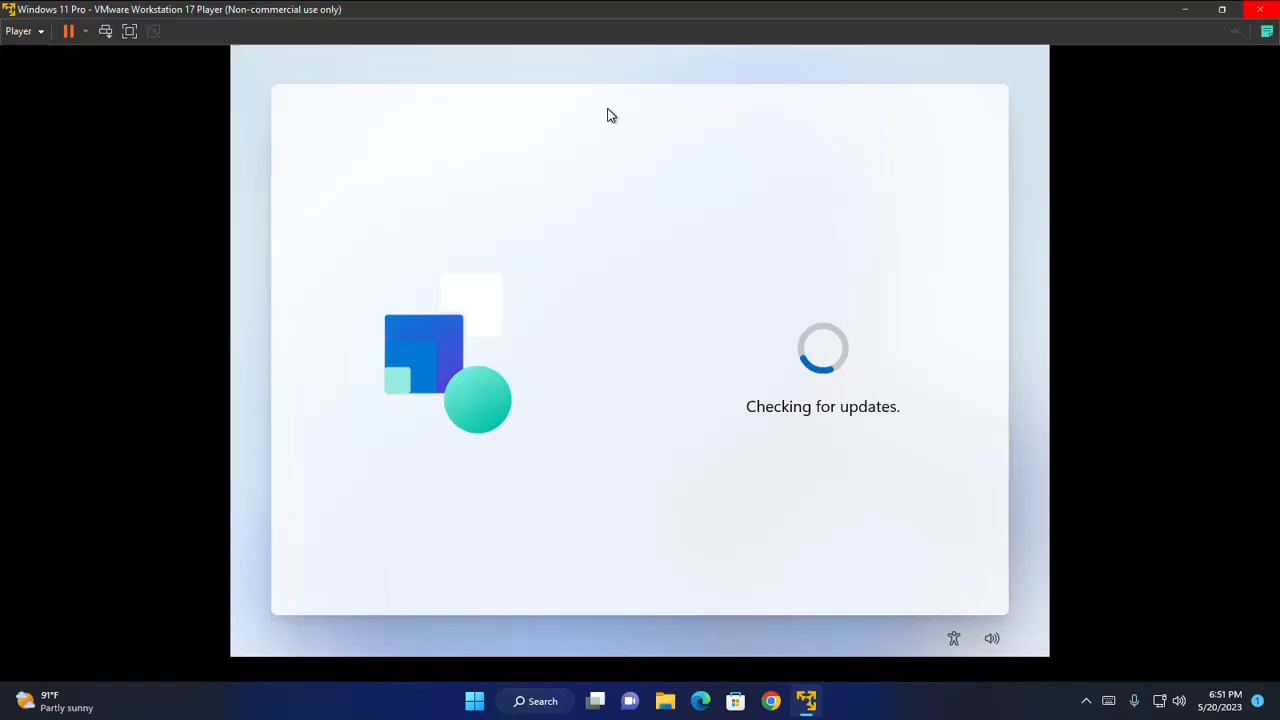 Windows 11 Pro - VMware Workstation 17 Player (Non-commercial use only)
Player
Checking for updates.
91°F
Partly sunny
Search
6:51 PM
5/20/2023
1